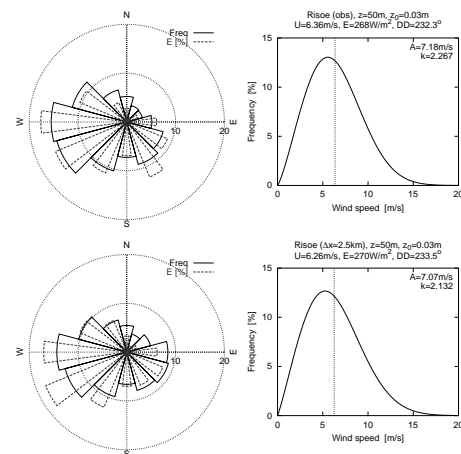 N
Freq
E [%]
W
E
10
20
S
Risoe (obs), z=50m, z₀=0.03m
U=6.36m/s, E=268W/m², DD=232.3°
A=7.18m/s
k=2.267
Frequency [%]
15
10
5
0
0 5 10 15 20
Wind speed [m/s]
N
Freq
E [%]
W
E
10
20
S
Risoe (Δx=2.5km), z=50m, z₀=0.03m
U=6.26m/s, E=270W/m², DD=233.5°
A=7.07m/s
k=2.132
Frequency [%]
15
10
5
0
0 5 10 15 20
Wind speed [m/s]